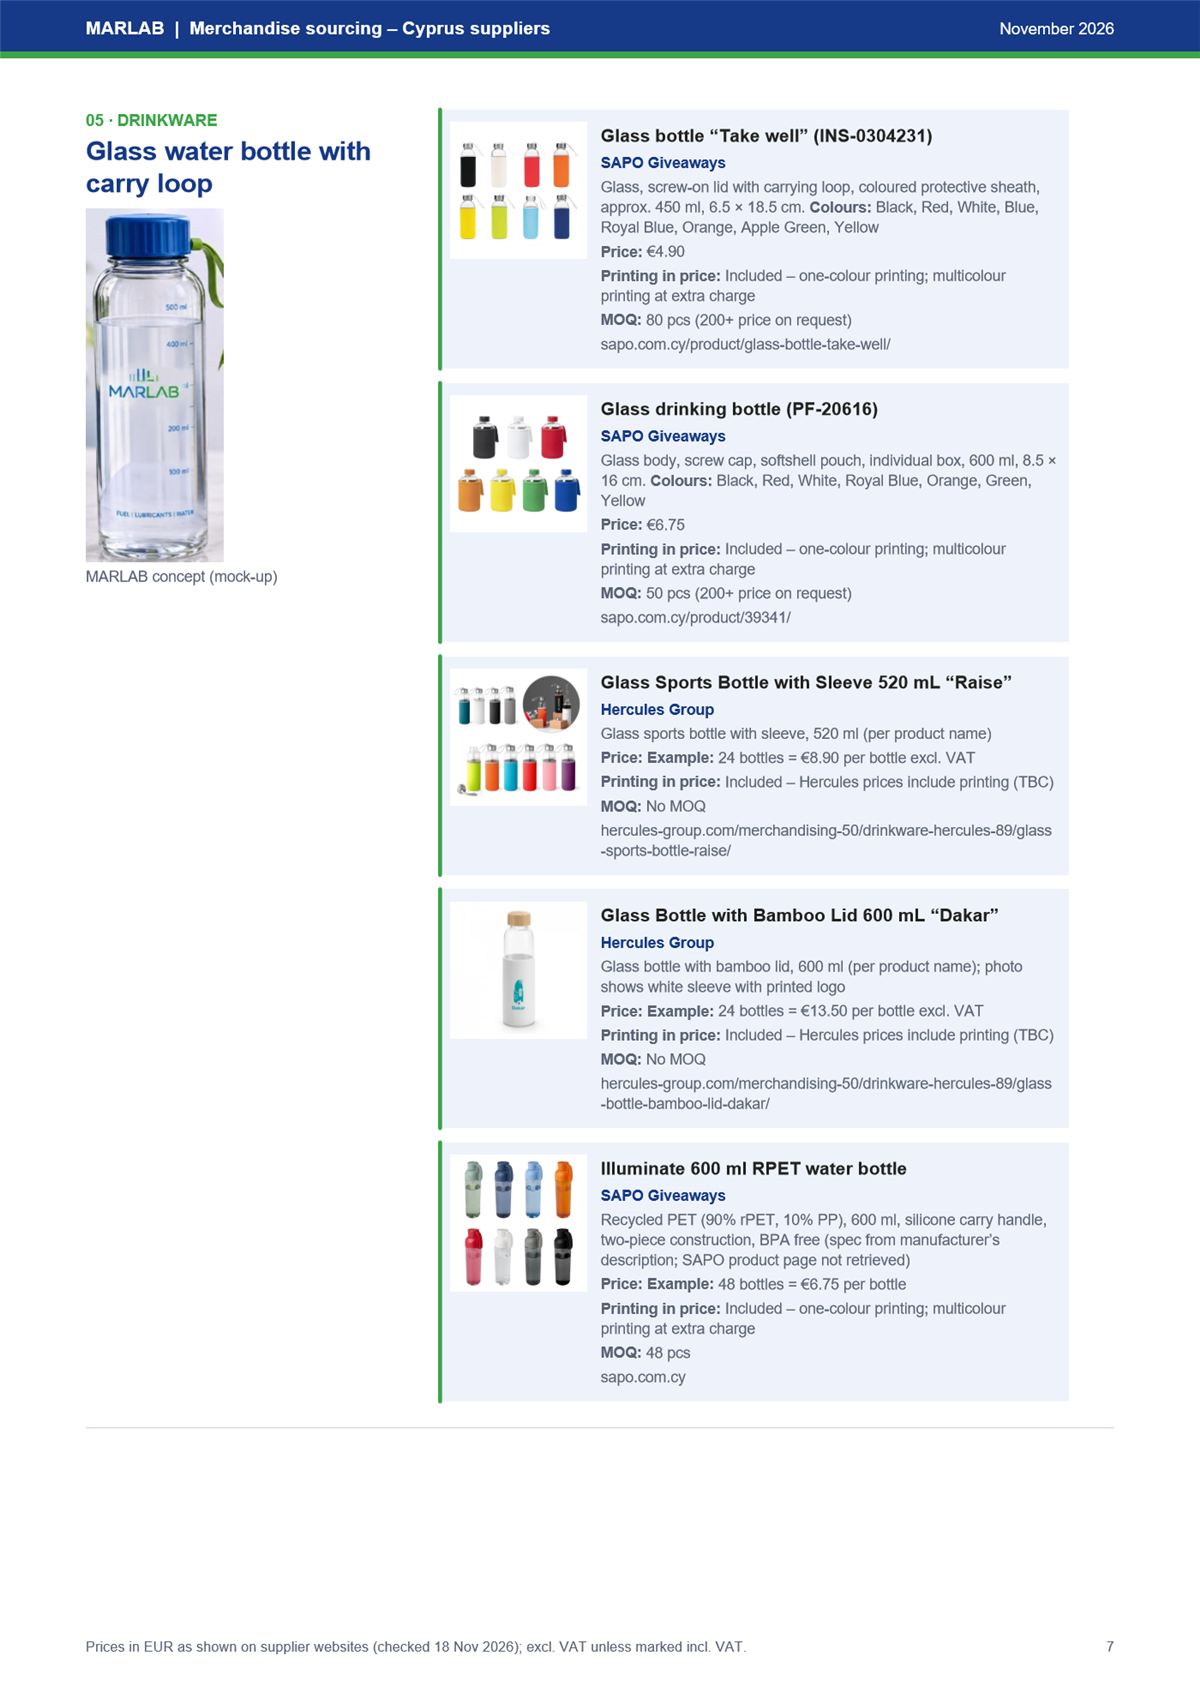 MARLAB | Merchandise sourcing – Cyprus suppliers
November 2026
05 · DRINKWARE
Glass water bottle with
carry loop
500 ml
400 ml
MARLAB
ml
200 ml
100 ml
FUEL | LUBRICANTS | WATER
MARLAB concept (mock-up)
Glass bottle “Take well” (INS-0304231)
SAPO Giveaways
Glass, screw-on lid with carrying loop, coloured protective sheath,
approx. 450 ml, 6.5 × 18.5 cm. Colours: Black, Red, White, Blue,
Royal Blue, Orange, Apple Green, Yellow
Price: €4.90
Printing in price: Included – one-colour printing; multicolour
printing at extra charge
MOQ: 80 pcs (200+ price on request)
sapo.com.cy/product/glass-bottle-take-well/
Glass drinking bottle (PF-20616)
SAPO Giveaways
Glass body, screw cap, softshell pouch, individual box, 600 ml, 8.5 ×
16 cm. Colours: Black, Red, White, Royal Blue, Orange, Green,
Yellow
Price: €6.75
Printing in price: Included – one-colour printing; multicolour
printing at extra charge
MOQ: 50 pcs (200+ price on request)
sapo.com.cy/product/39341/
Glass Sports Bottle with Sleeve 520 mL “Raise”
Hercules Group
Glass sports bottle with sleeve, 520 ml (per product name)
Price: Example: 24 bottles = €8.90 per bottle excl. VAT
Printing in price: Included – Hercules prices include printing (TBC)
MOQ: No MOQ
hercules-group.com/merchandising-50/drinkware-hercules-89/glass
-sports-bottle-raise/
Glass Bottle with Bamboo Lid 600 mL “Dakar”
Hercules Group
Glass bottle with bamboo lid, 600 ml (per product name); photo
shows white sleeve with printed logo
Price: Example: 24 bottles = €13.50 per bottle excl. VAT
Printing in price: Included – Hercules prices include printing (TBC)
MOQ: No MOQ
hercules-group.com/merchandising-50/drinkware-hercules-89/glass
-bottle-bamboo-lid-dakar/
Dakar
Illuminate 600 ml RPET water bottle
SAPO Giveaways
Recycled PET (90% rPET, 10% PP), 600 ml, silicone carry handle,
two-piece construction, BPA free (spec from manufacturer’s
description; SAPO product page not retrieved)
Price: Example: 48 bottles = €6.75 per bottle
Printing in price: Included – one-colour printing; multicolour
printing at extra charge
MOQ: 48 pcs
sapo.com.cy
Prices in EUR as shown on supplier websites (checked 18 Nov 2026); excl. VAT unless marked incl. VAT.
7